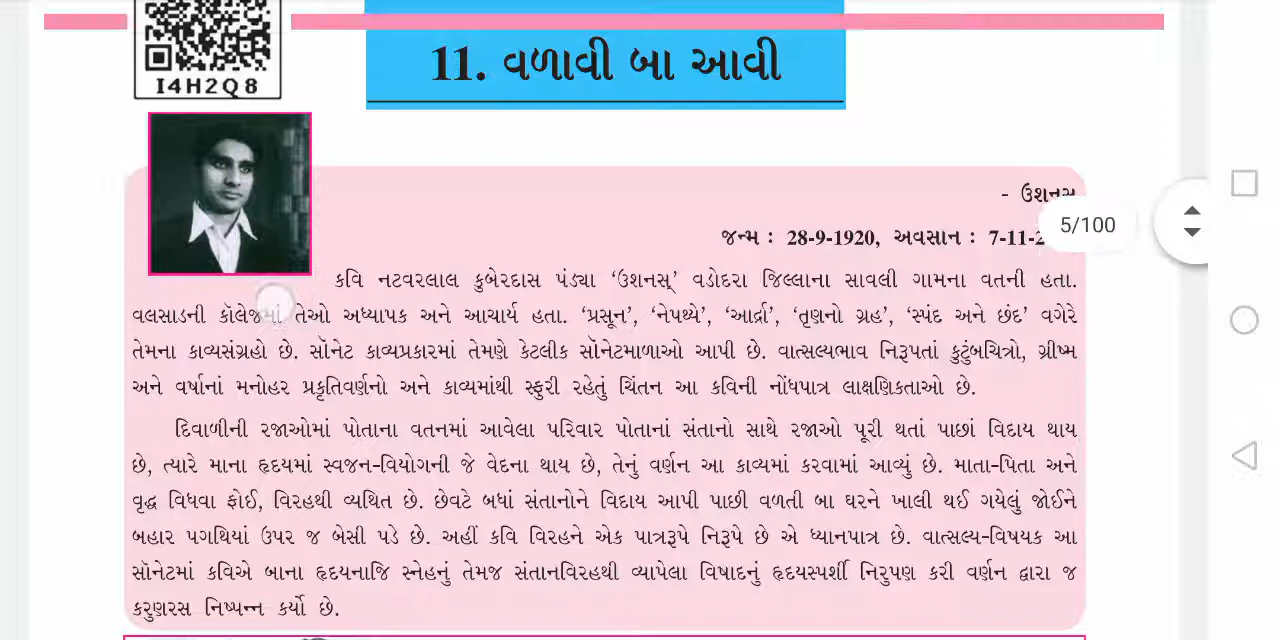 I4H2Q8
11. વળાવી બા આવી
- ઉશનસ્
5/100
જન્મ : 28-9-1920, અવસાન : 7-11-2
કવિ નટવરલાલ કુબેરદાસ પંડ્યા ‘ઉશનસ્’ વડોદરા જિલ્લાના સાવલી ગામના વતની હતા.
વલસાડની કૉલેજમાં તેઓ અધ્યાપક અને આચાર્ય હતા. ‘પ્રસૂન’, ‘નેપથ્યે’, ‘આર્દ્રા’, ‘તૃણનો ગ્રહ’, ‘સ્પંદ અને છંદ’ વગેરે
તેમના કાવ્યસંગ્રહો છે. સૉનેટ કાવ્યપ્રકારમાં તેમણે કેટલીક સૉનેટમાળાઓ આપી છે. વાત્સલ્યભાવ નિરૂપતાં કુટુંબચિત્રો, ગ્રીષ્મ
અને વર્ષાનાં મનોહર પ્રકૃતિવર્ણનો અને કાવ્યમાંથી સ્ફુરી રહેતું ચિંતન આ કવિની નોંધપાત્ર લાક્ષણિકતાઓ છે.
દિવાળીની રજાઓમાં પોતાના વતનમાં આવેલા પરિવાર પોતાનાં સંતાનો સાથે રજાઓ પૂરી થતાં પાછાં વિદાય થાય
છે, ત્યારે માના હૃદયમાં સ્વજન-વિયોગની જે વેદના થાય છે, તેનું વર્ણન આ કાવ્યમાં કરવામાં આવ્યું છે. માતા-પિતા અને
વૃદ્ધ વિધવા ફોઈ, વિરહથી વ્યથિત છે. છેવટે બધાં સંતાનોને વિદાય આપી પાછી વળતી બા ઘરને ખાલી થઈ ગયેલું જોઈને
બહાર પગથિયાં ઉપર જ બેસી પડે છે. અહીં કવિ વિરહને એક પાત્રરૂપે નિરૂપે છે એ ધ્યાનપાત્ર છે. વાત્સલ્ય-વિષયક આ
સૉનેટમાં કવિએ બાના હૃદયનાજિ સ્નેહનું તેમજ સંતાનવિરહથી વ્યાપેલા વિષાદનું હૃદયસ્પર્શી નિરુપણ કરી વર્ણન દ્વારા જ
કરુણરસ નિષ્પન્ન કર્યો છે.